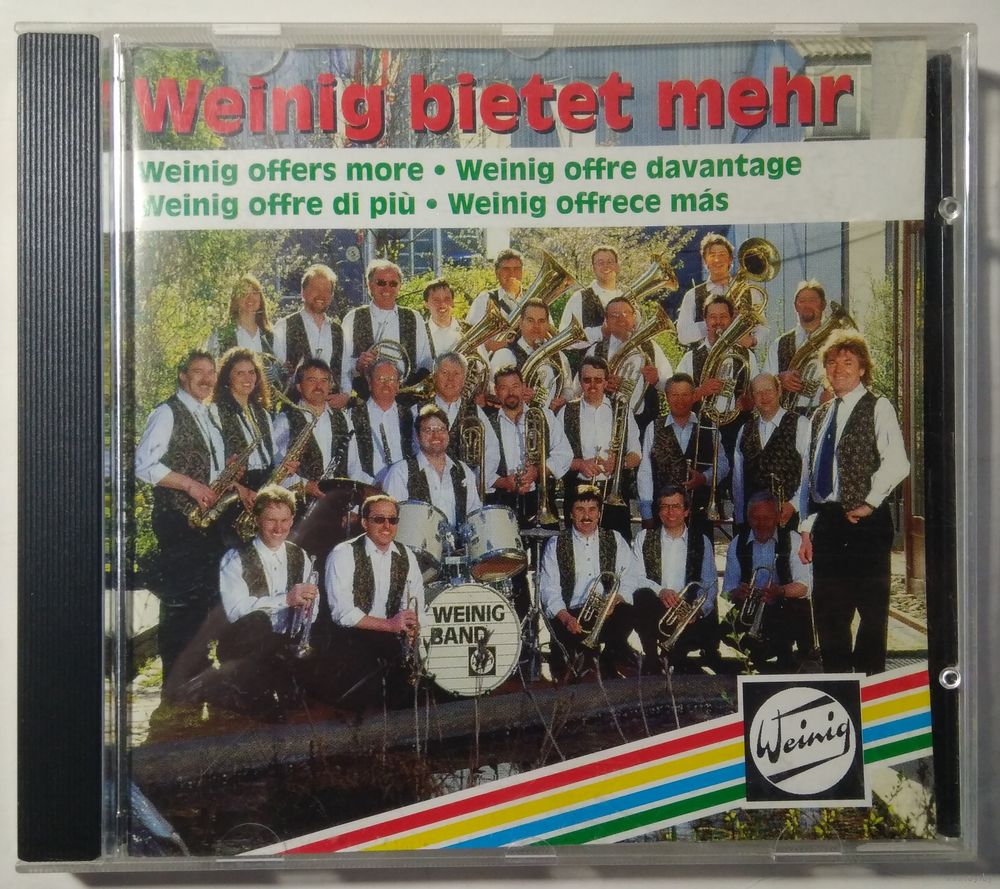 Weinig bietet mehr
Weinig offers more • Weinig offre davantage
Weinig offre di più • Weinig offrece más
WEINIG
BAND
Weinig